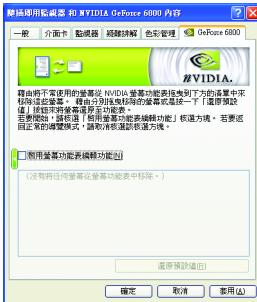 隨插即用監視器 和 NVIDIA GeForce 6800 內容
一般
介面卡
監視器
疑難排解
色彩管理
GeForce 6800
NVIDIA.
藉由將不常使用的螢幕從 NVIDIA 螢幕功能表拖曳到下方的清單中來
移除這些螢幕。 藉由分別拖曳移除的螢幕或是按一下「還原預設
值」按鈕來將螢幕還原至功能表。
若要開始，請核選「啟用螢幕功能表編輯功能」核選方塊。 若要返
回正常的導覽模式，請取消核選該核選方塊。
啟用螢幕功能表編輯功能(N)
（沒有將任何螢幕從螢幕功能表中移除。）
還原預設值(R)
確定
取消
套用(A)